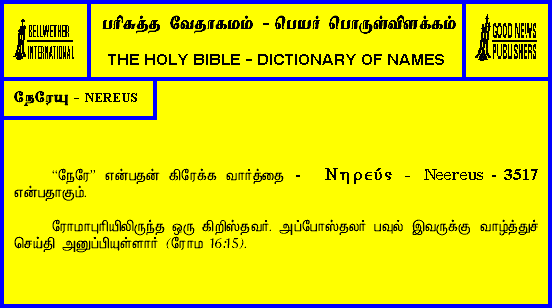 BELLWETHER
INTERNATIONAL
பரிசுத்த வேதாகமம் - பெயர் பொருள்விளக்கம்
THE HOLY BIBLE - DICTIONARY OF NAMES
GOOD NEWS
PUBLISHERS
நேரேயு - NEREUS
“நேரே” என்பதன் கிரேக்க வார்த்தை - Νηρεύς - Neereus - 3517
என்பதாகும்.
ரோமாபுரியிலிருந்த ஒரு கிறிஸ்தவர். அப்போஸ்தலர் பவுல் இவருக்கு வாழ்த்துச்
செய்தி அனுப்பியுள்ளார் (ரோம 16:15).